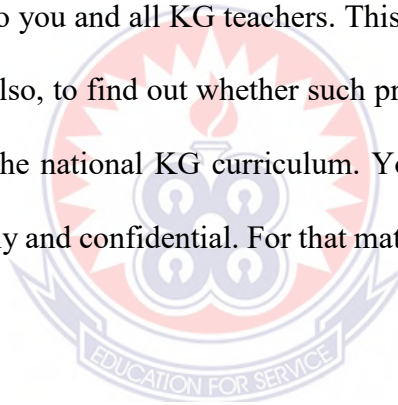 o you and all KG teachers. This
lso, to find out whether such pr
he national KG curriculum. Yo
y and confidential. For that mat
EDUCATION FOR SERVICE